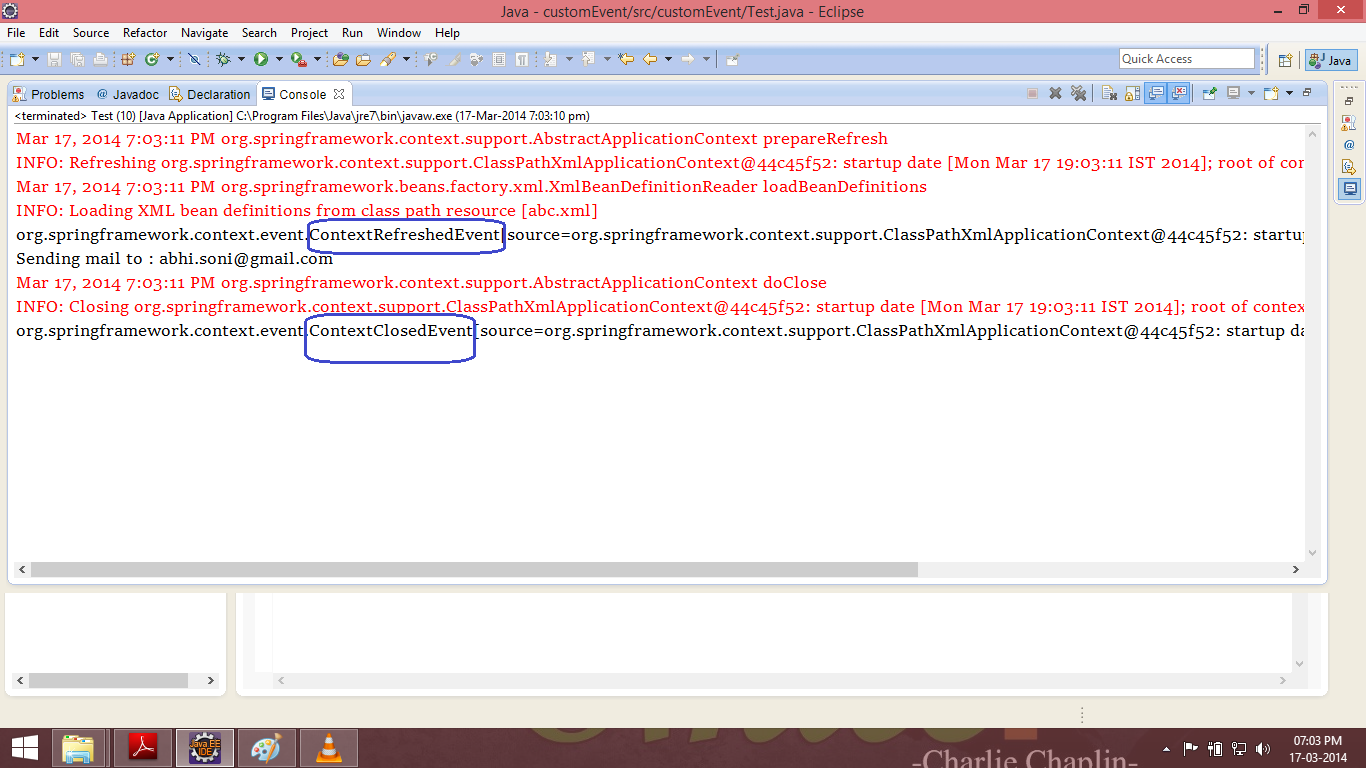 Java - customEvent/src/customEvent/Test.java - Eclipse
File Edit Source Refactor Navigate Search Project Run Window Help
Quick Access
Java
Problems @ Javadoc Declaration Console
<terminated> Test (10) [Java Application] C:\Program Files\Java\jre7\bin\javaw.exe (17-Mar-2014 7:03:10 pm)
Mar 17, 2014 7:03:11 PM org.springframework.context.support.AbstractApplicationContext prepareRefresh
INFO: Refreshing org.springframework.context.support.ClassPathXmlApplicationContext@44c45f52: startup date [Mon Mar 17 19:03:11 IST 2014]; root of con
Mar 17, 2014 7:03:11 PM org.springframework.beans.factory.xml.XmlBeanDefinitionReader loadBeanDefinitions
INFO: Loading XML bean definitions from class path resource [abc.xml]
org.springframework.context.event.ContextRefreshedEvent[source=org.springframework.context.support.ClassPathXmlApplicationContext@44c45f52: startup
Sending mail to : abhi.soni@gmail.com
Mar 17, 2014 7:03:11 PM org.springframework.context.support.AbstractApplicationContext doClose
INFO: Closing org.springframework.context.support.ClassPathXmlApplicationContext@44c45f52: startup date [Mon Mar 17 19:03:11 IST 2014]; root of contex
org.springframework.context.event.ContextClosedEvent[source=org.springframework.context.support.ClassPathXmlApplicationContext@44c45f52: startup da
Java EE
IDE
-Charlie Chaplin-
07:03 PM
17-03-2014